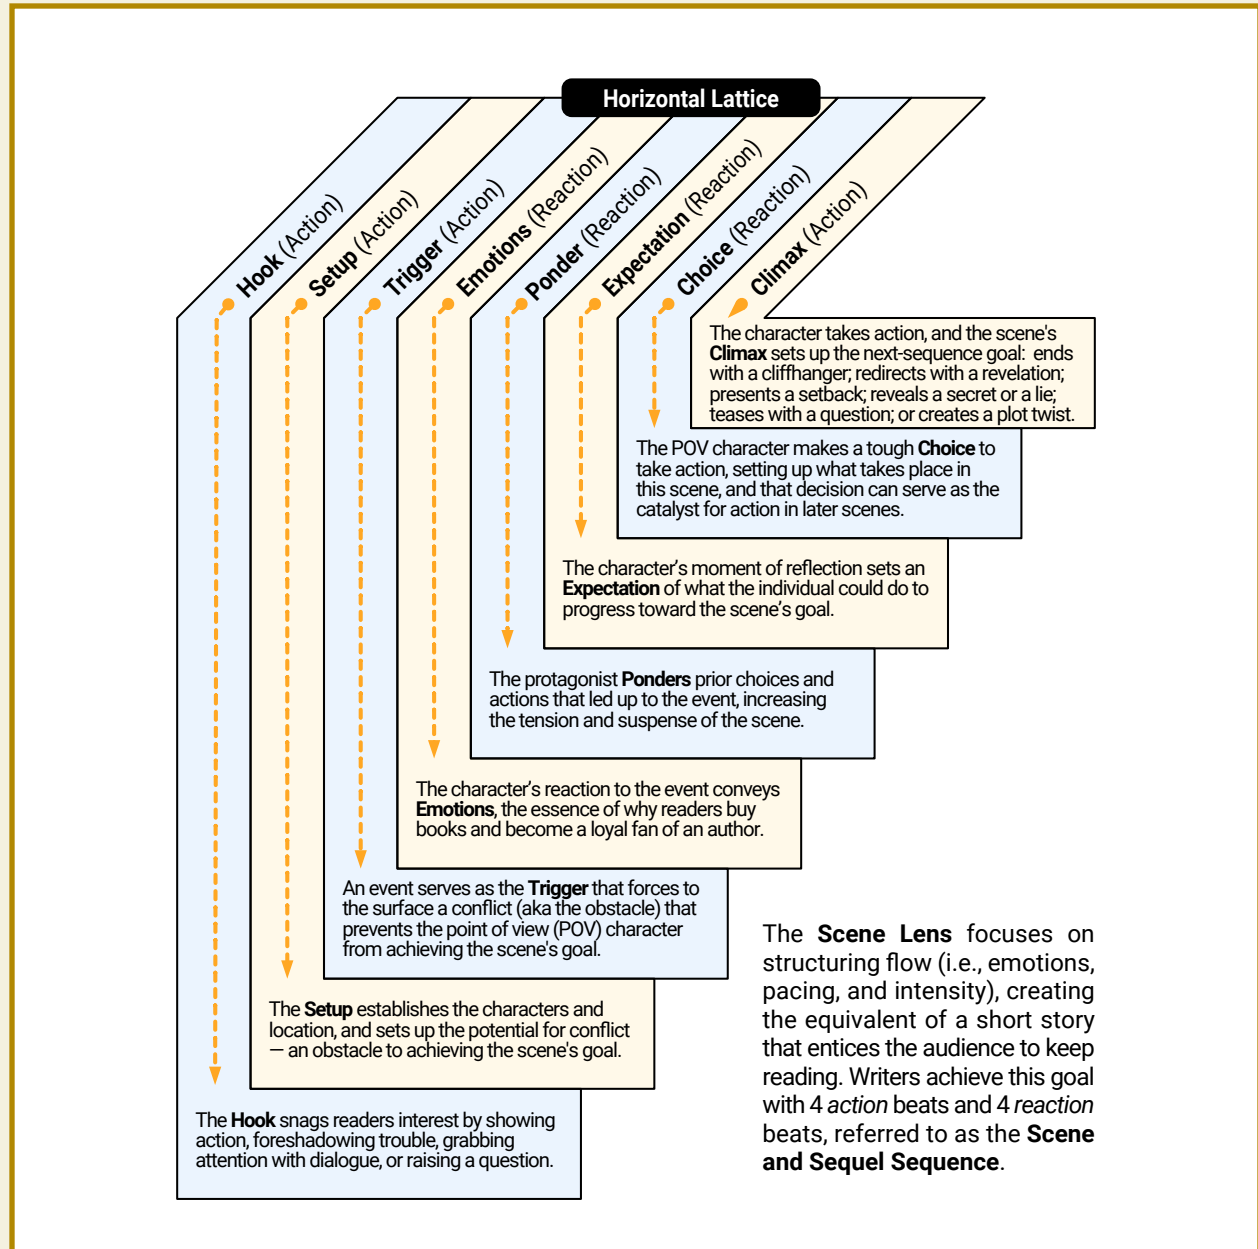 Horizontal Lattice
Hook (Action)
Setup (Action)
Trigger (Action)
Emotions (Reaction)
Ponder (Reaction)
Expectation (Reaction)
Choice (Reaction)
Climax (Action)
The character takes action, and the scene's
Climax sets up the next-sequence goal:  ends
with a cliffhanger; redirects with a revelation;
presents a setback; reveals a secret or a lie;
teases with a question; or creates a plot twist.
The POV character makes a tough Choice to
take action, setting up what takes place in
this scene, and that decision can serve as the
catalyst for action in later scenes.
The character’s moment of reflection sets an
Expectation of what the individual could do to
progress toward the scene’s goal.
The protagonist Ponders prior choices and
actions that led up to the event, increasing
the tension and suspense of the scene.
The character’s reaction to the event conveys
Emotions, the essence of why readers buy
books and become a loyal fan of an author.
An event serves as the Trigger that forces to
the surface a conflict (aka the obstacle) that
prevents the point of view (POV) character
from achieving the scene's goal.
The Setup establishes the characters and
location, and sets up the potential for conflict
— an obstacle to achieving the scene's goal.
The Hook snags readers interest by showing
action, foreshadowing trouble, grabbing
attention with dialogue, or raising a question.
The Scene Lens focuses on
structuring flow (i.e., emotions,
pacing, and intensity), creating
the equivalent of a short story
that entices the audience to keep
reading. Writers achieve this goal
with 4 action beats and 4 reaction
beats, referred to as the Scene
and Sequel Sequence.